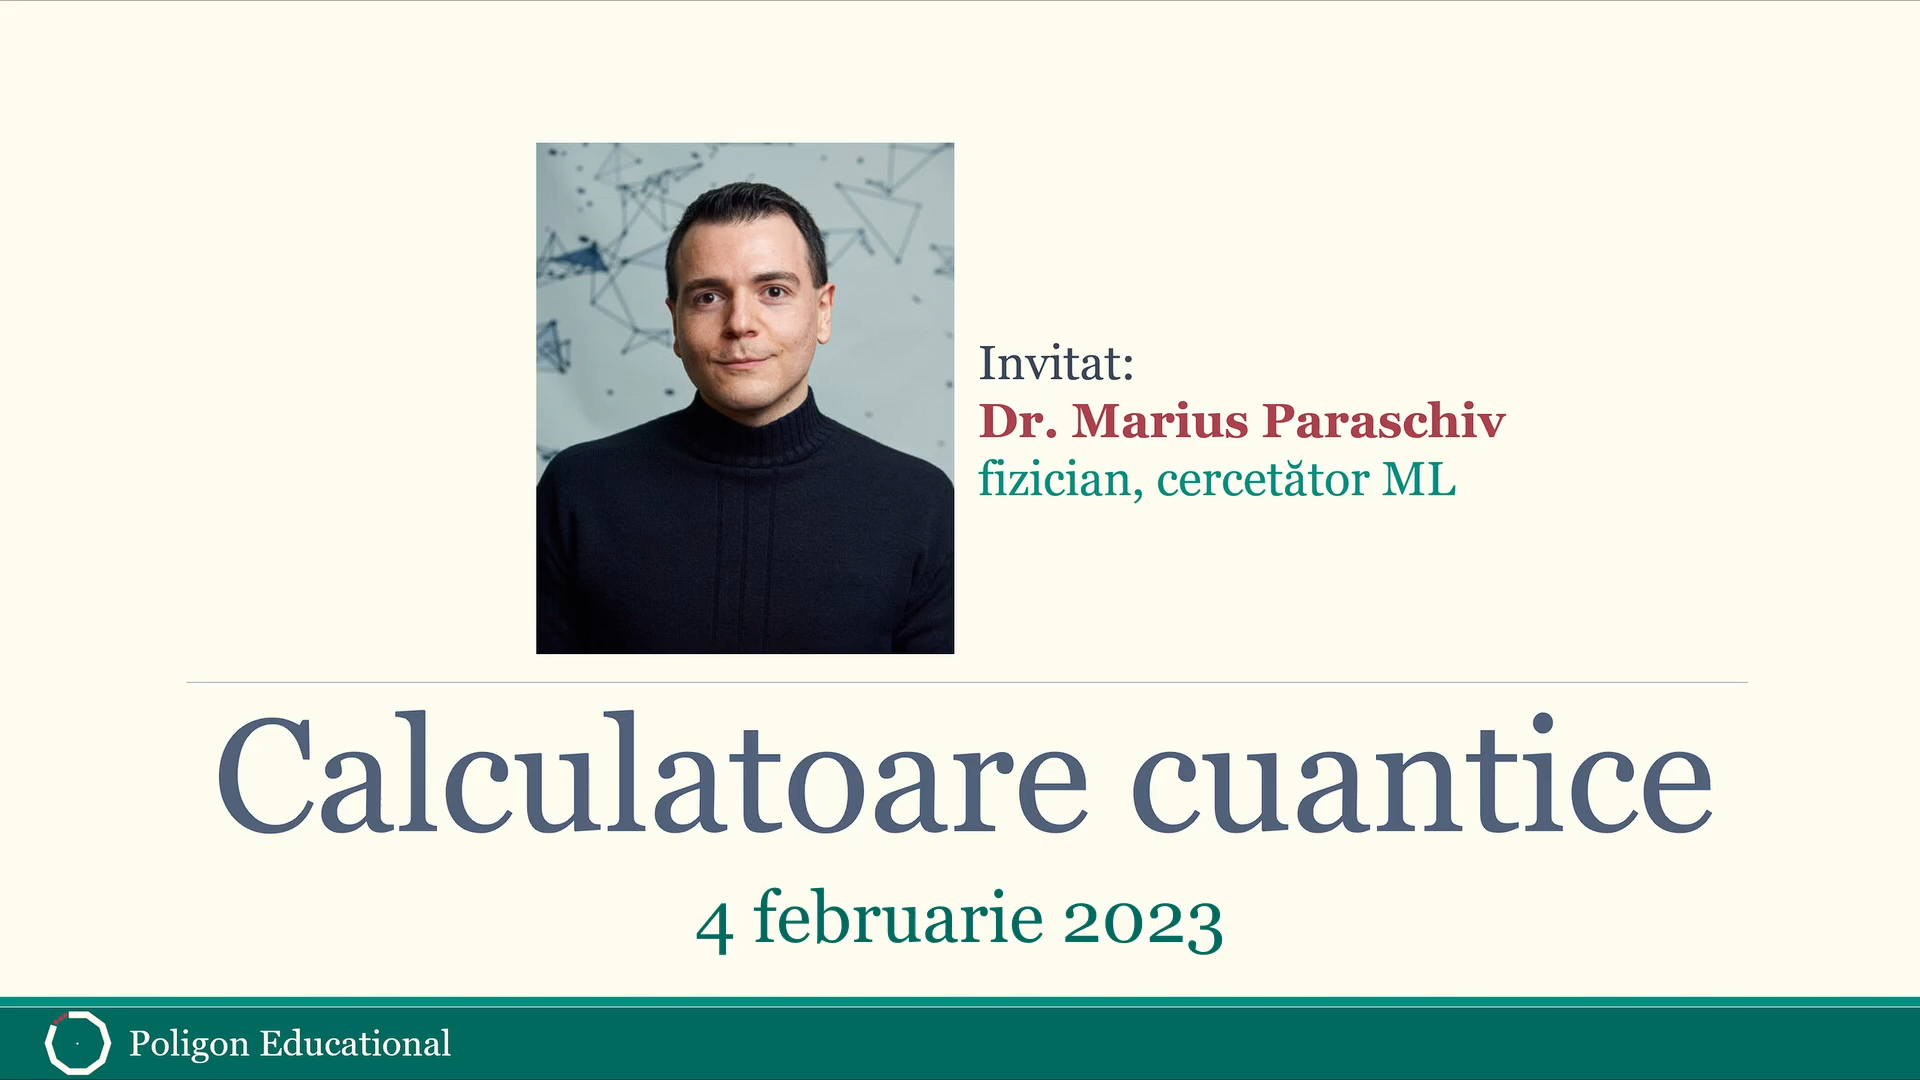 Invitat:
Dr. Marius Paraschiv
fizician, cercetător ML
Calculatoare cuantice
4 februarie 2023
Poligon Educational